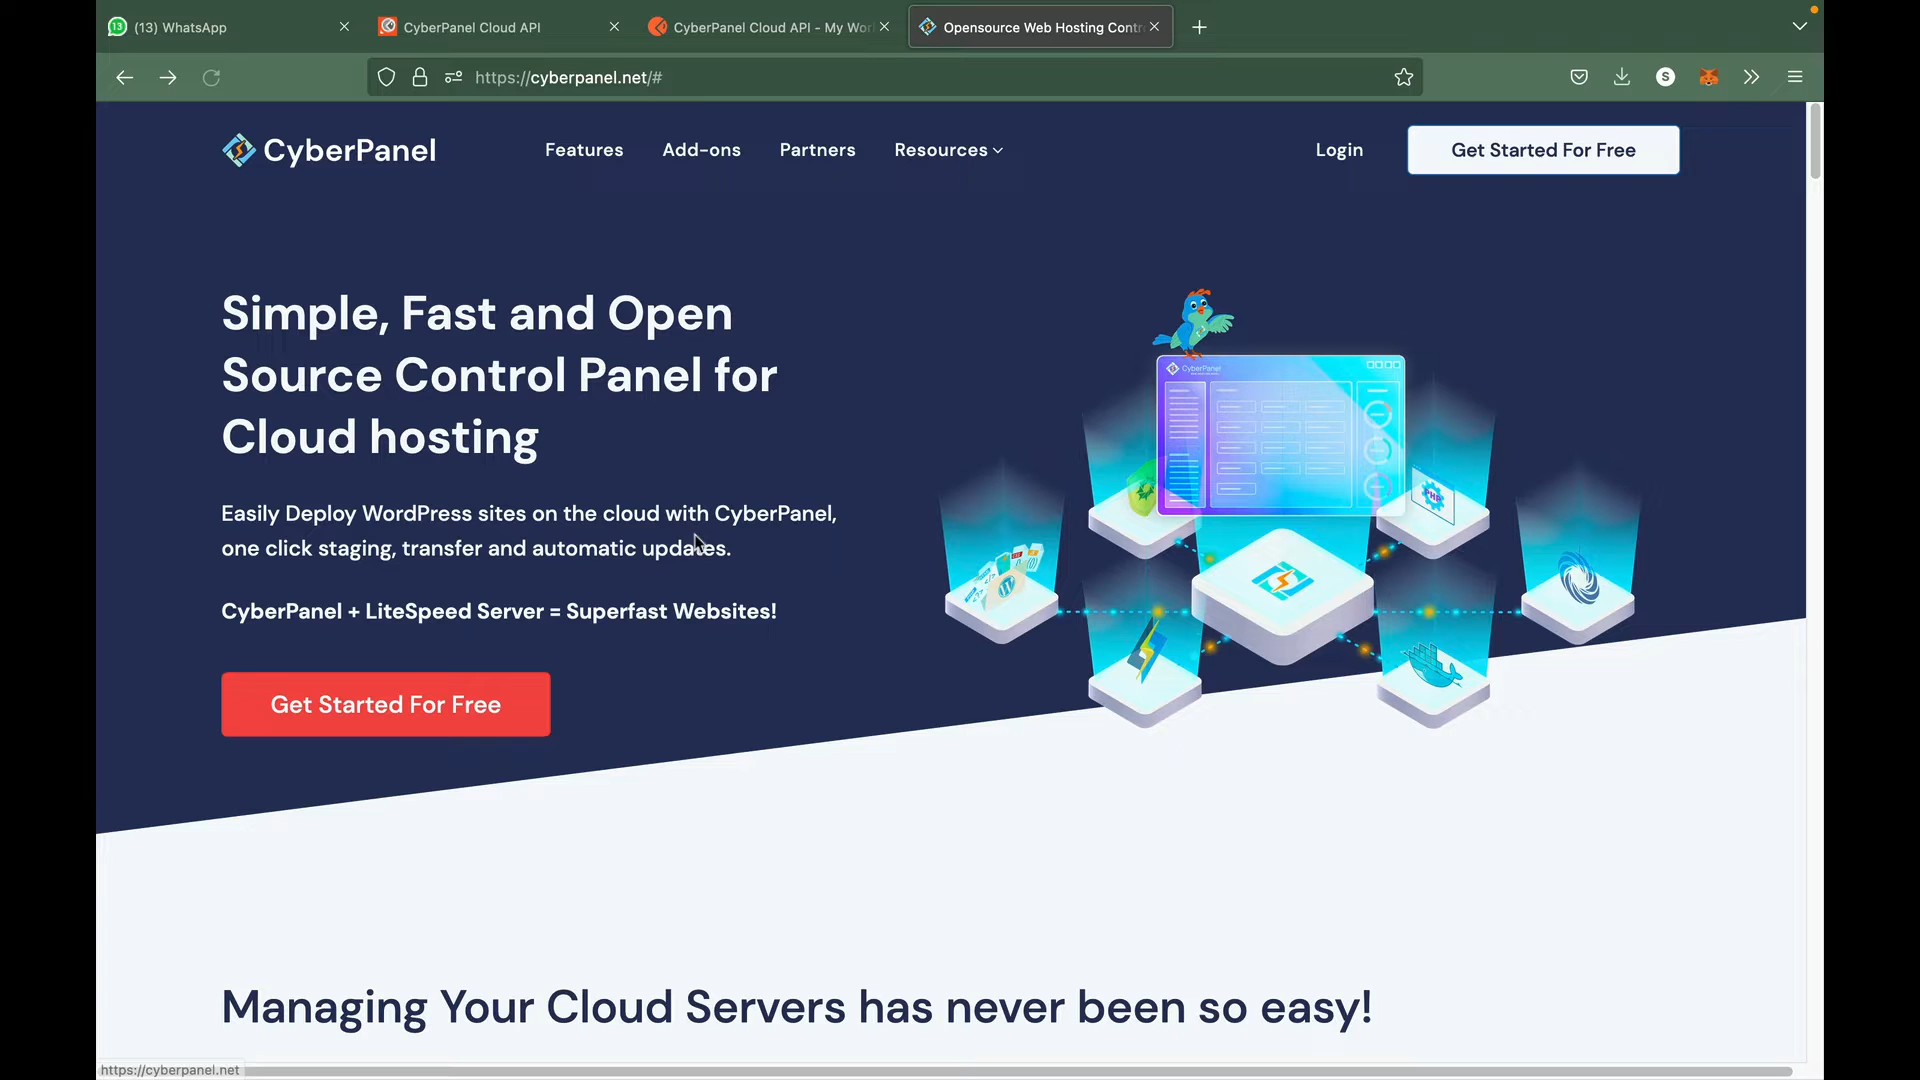 (13) WhatsApp
CyberPanel Cloud API
CyberPanel Cloud API - My Wor
Opensource Web Hosting Contr
https://cyberpanel.net/#
S
CyberPanel
Features
Add-ons
Partners
Resources
Login
Get Started For Free
Simple, Fast and Open
Source Control Panel for
Cloud hosting
Easily Deploy WordPress sites on the cloud with CyberPanel,
one click staging, transfer and automatic updates.
CyberPanel + LiteSpeed Server = Superfast Websites!
Get Started For Free
CyberPanel
PHP
Managing Your Cloud Servers has never been so easy!
https://cyberpanel.net